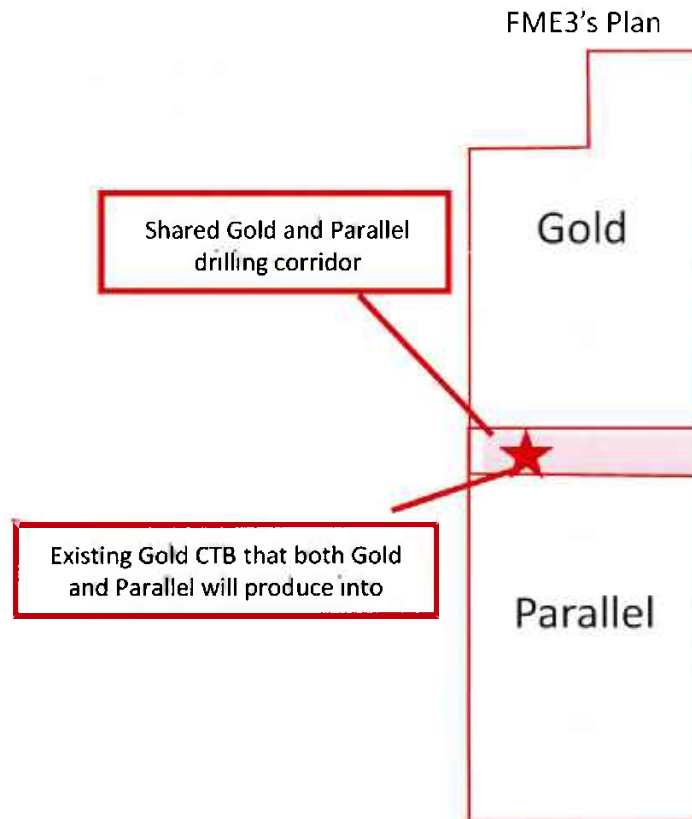 FME3's Plan
Gold
Shared Gold and Parallel
drilling corridor
Existing Gold CTB that both Gold
and Parallel will produce into
Parallel